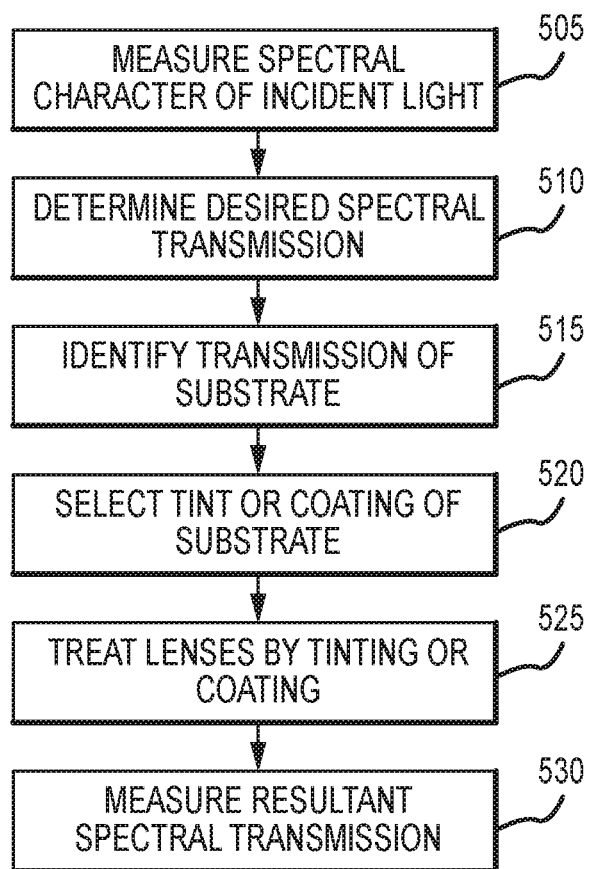 505
MEASURE SPECTRAL
CHARACTER OF INCIDENT LIGHT
510
DETERMINE DESIRED SPECTRAL
TRANSMISSION
515
IDENTIFY TRANSMISSION OF
SUBSTRATE
520
SELECT TINT OR COATING OF
SUBSTRATE
525
TREAT LENSES BY TINTING OR
COATING
530
MEASURE RESULTANT
SPECTRAL TRANSMISSION